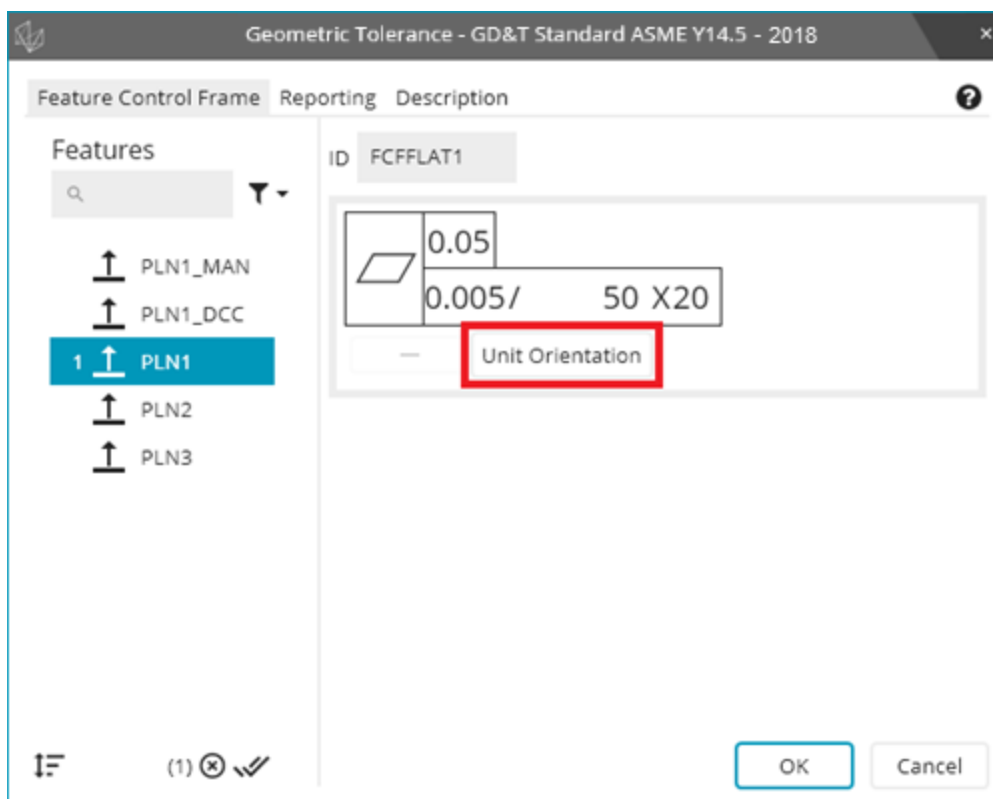 Geometric Tolerance - GD&T Standard ASME Y14.5 - 2018
Feature Control Frame Reporting Description
Features
ID FCFFLAT1
0.05
0.005/ 50 X20
Unit Orientation
PLN1_MAN
PLN1_DCC
1 PLN1
PLN2
PLN3
(1)
OK Cancel